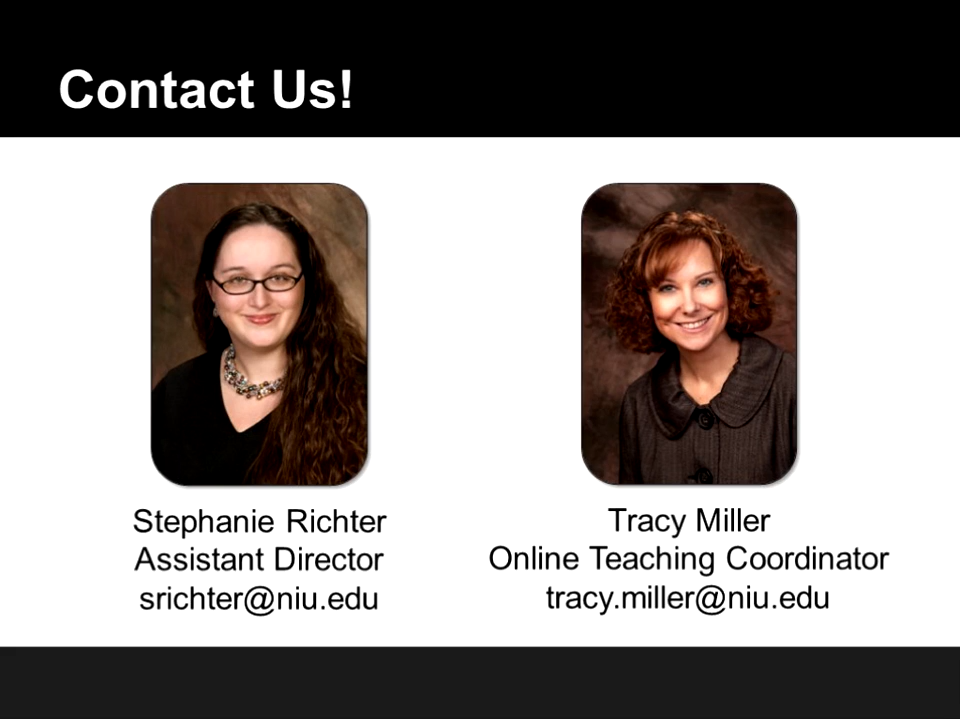 Contact Us!
Stephanie Richter
Assistant Director
srichter@niu.edu
Tracy Miller
Online Teaching Coordinator
tracy.miller@niu.edu